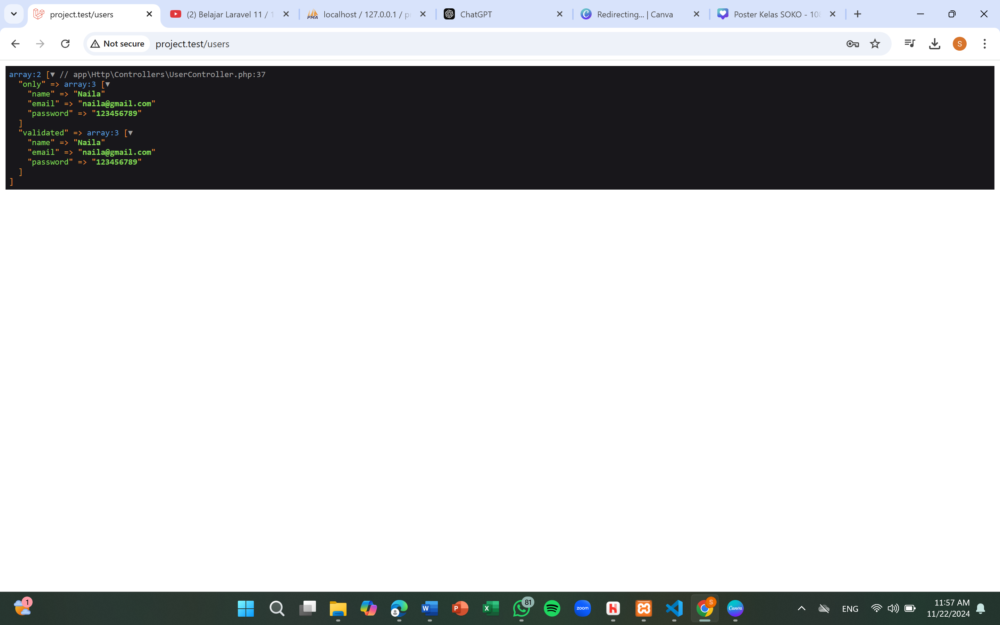 project.test/users
(2) Belajar Laravel 11 / 1
localhost / 127.0.0.1 / p
ChatGPT
Redirecting... | Canva
Poster Kelas SOKO - 108
Not secure
project.test/users
S
array:2 [▼ // app\Http\Controllers\UserController.php:37
  "only" => array:3 [▼
    "name" => "Naila"
    "email" => "naila@gmail.com"
    "password" => "123456789"
  ]
  "validated" => array:3 [▼
    "name" => "Naila"
    "email" => "naila@gmail.com"
    "password" => "123456789"
  ]
]
1
81
zoom
S
Canva
ENG
11:57 AM
11/22/2024